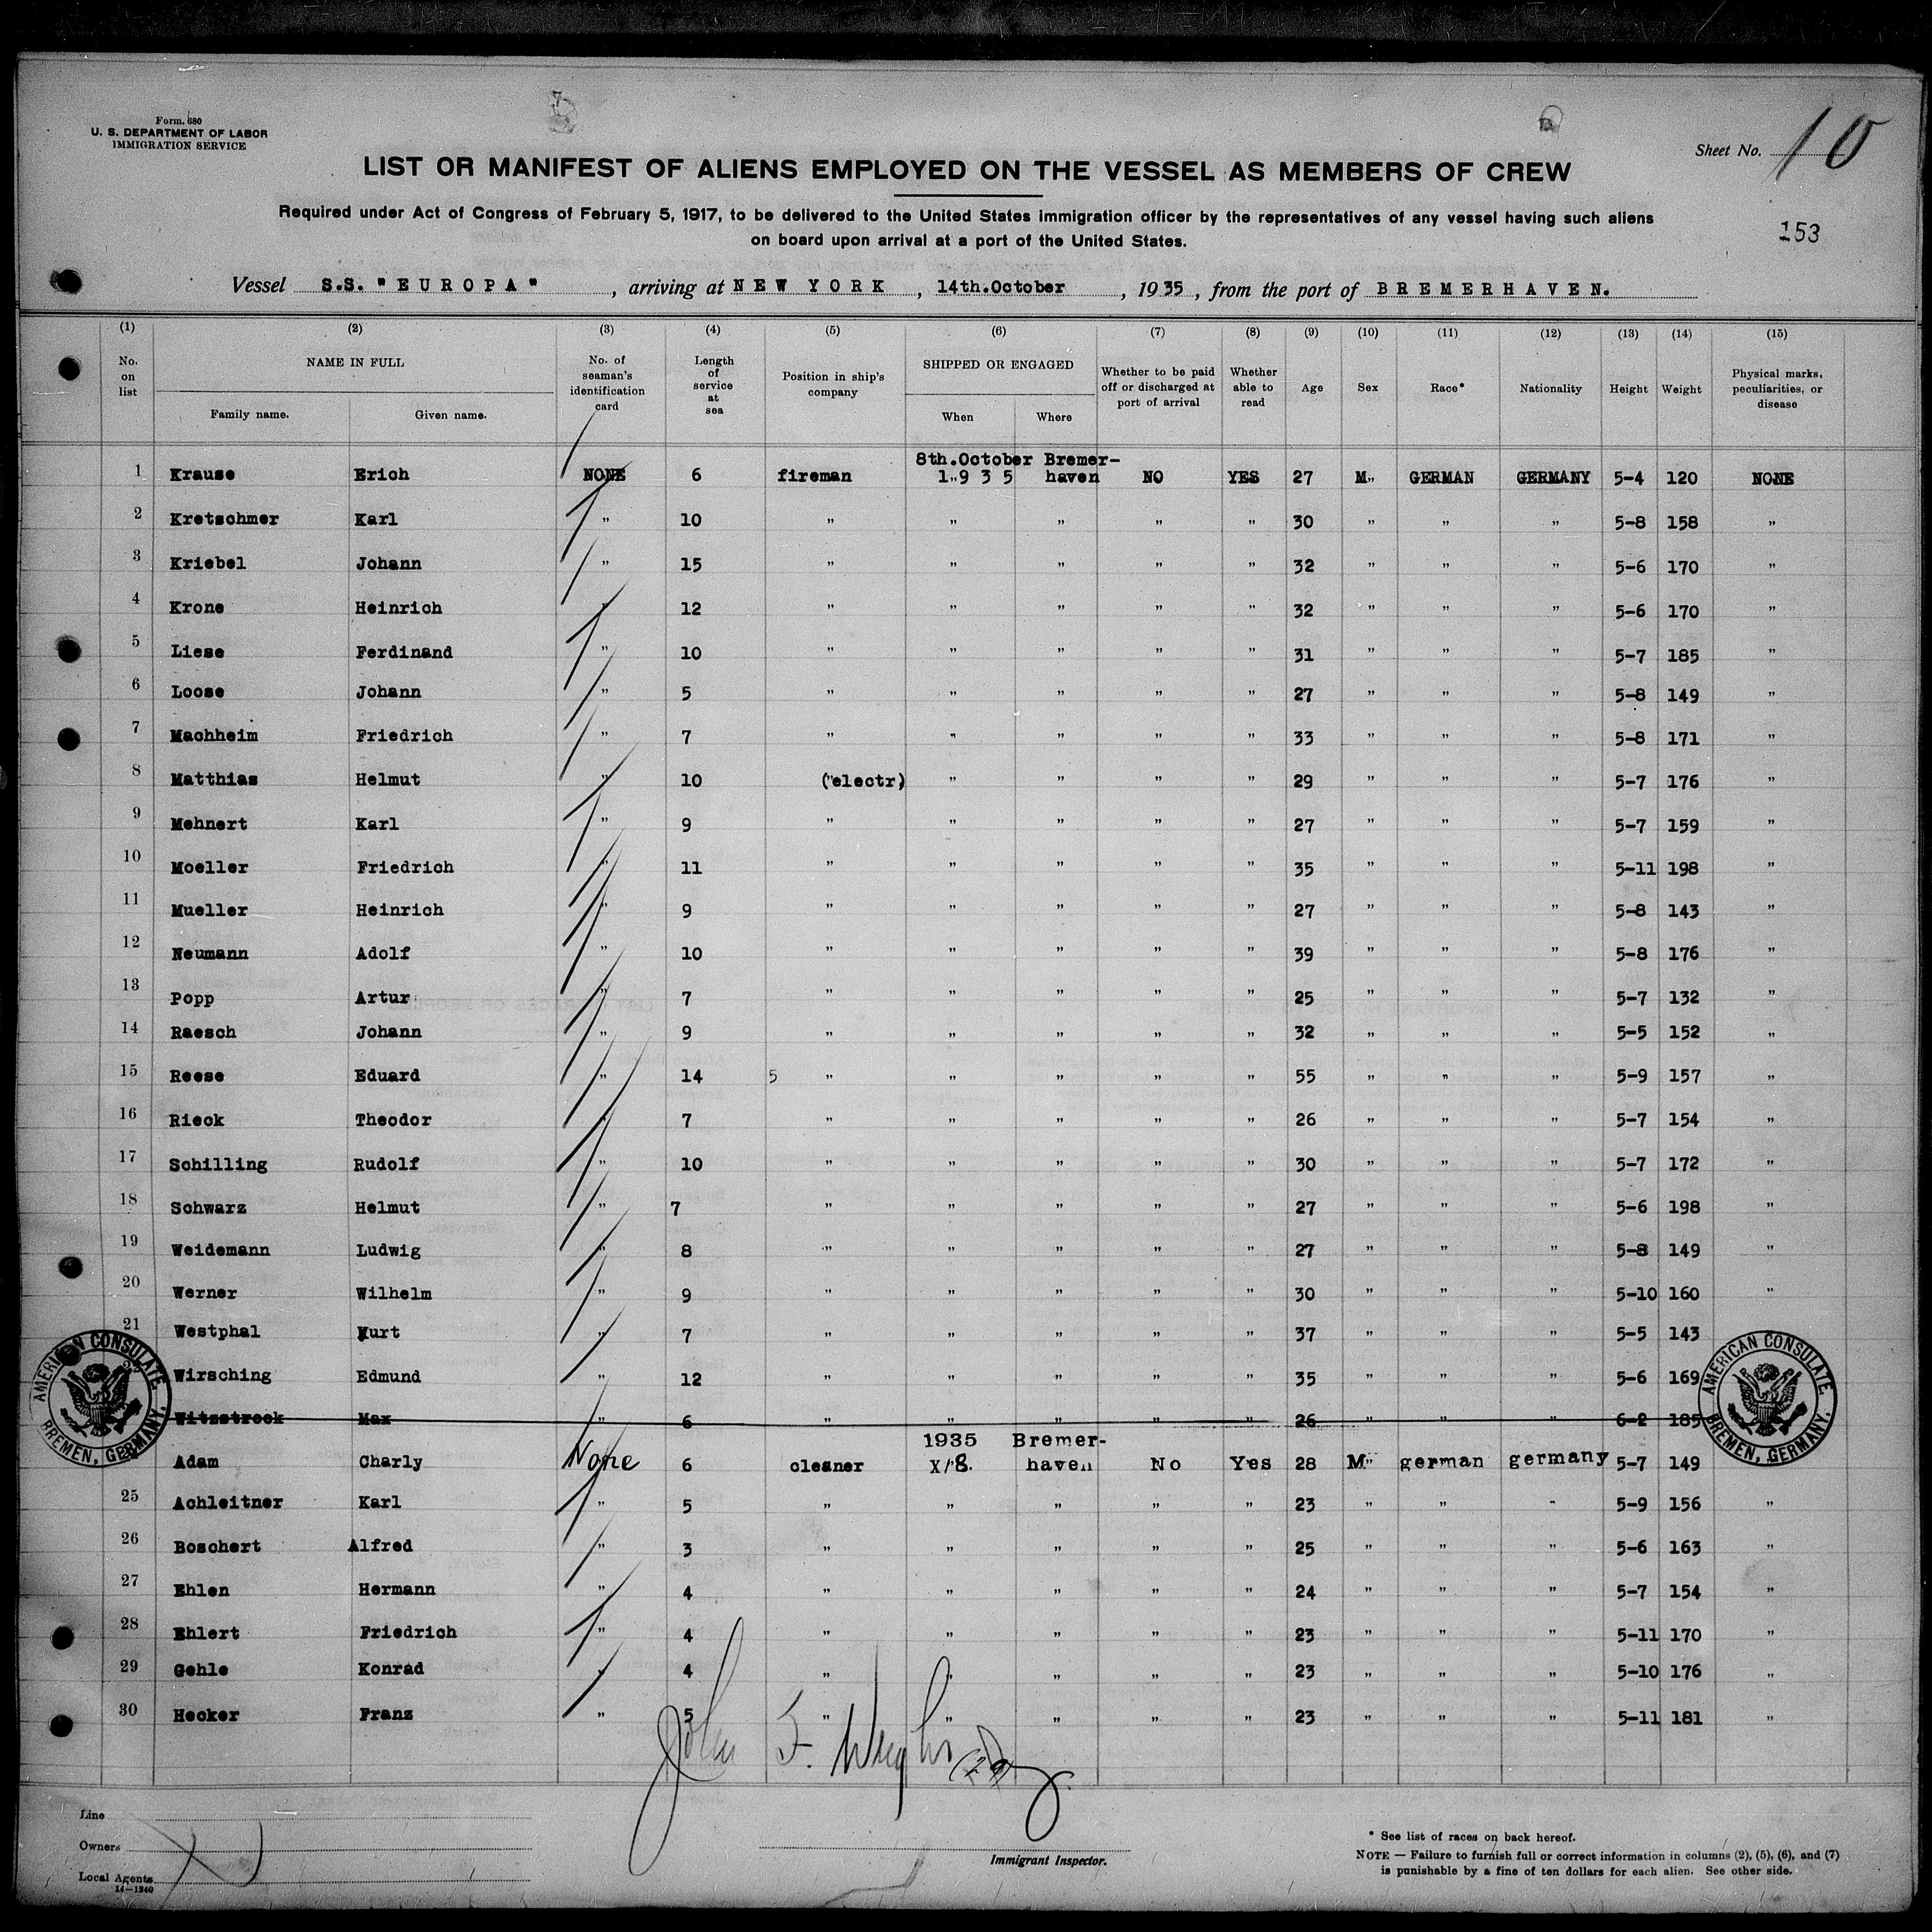 Form. 680
U. S. DEPARTMENT OF LABOR
IMMIGRATION SERVICE
Sheet No. 10
LIST OR MANIFEST OF ALIENS EMPLOYED ON THE VESSEL AS MEMBERS OF CREW
Required under Act of Congress of February 5, 1917, to be delivered to the United States immigration officer by the representatives of any vessel having such aliens
on board upon arrival at a port of the United States.
153
Vessel S.S. "EUROPA", arriving at NEW YORK, 14th.October, 1935, from the port of BREMERHAVEN.
(1) (2) (3) (4) (5) (6) (7) (8) (9) (10) (11) (12) (13) (14) (15)
No. on list NAME IN FULL Family name. Given name. No. of seaman's identification card Length of service at sea Position in ship's company SHIPPED OR ENGAGED When Where Whether to be paid off or discharged at port of arrival Whether able to read Age Sex Race* Nationality Height Weight Physical marks, peculiarities, or disease
1 Krause Erich NONE 6 fireman 8th.October 1.935 Bremer-haven NO YES 27 M. GERMAN GERMANY 5-4 120 NONE
2 Kretschmer Karl " 10 " " " " " 30 " " " 5-8 158 "
3 Kriebel Johann " 15 " " " " " 32 " " " 5-6 170 "
4 Krone Heinrich " 12 " " " " " 32 " " " 5-6 170 "
5 Liese Ferdinand " 10 " " " " " 31 " " " 5-7 185 "
6 Loose Johann " 5 " " " " " 27 " " " 5-8 149 "
7 Machheim Friedrich " 7 " " " " " 33 " " " 5-8 171 "
8 Matthias Helmut " 10 ("electr) " " " " 29 " " " 5-7 176 "
9 Mehnert Karl " 9 " " " " " 27 " " " 5-7 159 "
10 Moeller Friedrich " 11 " " " " " 35 " " " 5-11 198 "
11 Mueller Heinrich " 9 " " " " " 27 " " " 5-8 143 "
12 Neumann Adolf " 10 " " " " " 39 " " " 5-8 176 "
13 Popp Artur " 7 " " " " " 25 " " " 5-7 132 "
14 Raesch Johann " 9 " " " " " 32 " " " 5-5 152 "
15 Reese Eduard " 14 5 " " " " " 55 " " " 5-9 157 "
16 Rieck Theodor " 7 " " " " " 26 " " " 5-7 154 "
17 Schilling Rudolf " 10 " " " " " 30 " " " 5-7 172 "
18 Schwarz Helmut " 7 " " " " " 27 " " " 5-6 198 "
19 Weidemann Ludwig " 8 " " " " " 27 " " " 5-8 149 "
20 Werner Wilhelm " 9 " " " " " 30 " " " 5-10 160 "
21 Westphal Kurt " 7 " " " " " 37 " " " 5-5 143
Wirsching Edmund " 12 " " " " " 35 " " " 5-6 169
Witzstrock Max " 6 " " " " " 26 " " " 6-2 185
Adam Charly None 6 cleaner 1935 X/8. Bremer-haven No Yes 28 M" german germany 5-7 149
25 Achleitner Karl " 5 " " " " " 23 " " " 5-9 156 "
26 Boschert Alfred " 3 " " " " " 25 " " " 5-6 163 "
27 Ehlen Hermann " 4 " " " " " 24 " " " 5-7 154 "
28 Ehlert Friedrich " 4 " " " " " 23 " " " 5-11 170 "
29 Gehle Konrad " 4 " " " " " 23 " " " 5-10 176 "
30 Hecker Franz " 5 " " " " " 23 " " " 5-11 181 "
AMERICAN CONSULATE BREMEN, GERMANY.
AMERICAN CONSULATE BREMEN, GERMANY.
John F. (29)
Line
Owners
Local Agents
14—1240
Immigrant Inspector.
* See list of races on back hereof.
NOTE — Failure to furnish full or correct information in columns (2), (5), (6), and (7)
is punishable by a fine of ten dollars for each alien. See other side.